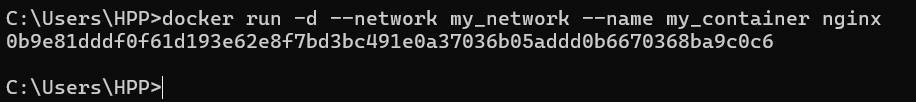 C:\Users\HPP>docker run -d --network my_network --name my_container nginx
0b9e81dddf0f61d193e62e8f7bd3bc491e0a37036b05addd0b6670368ba9c0c6
C:\Users\HPP>